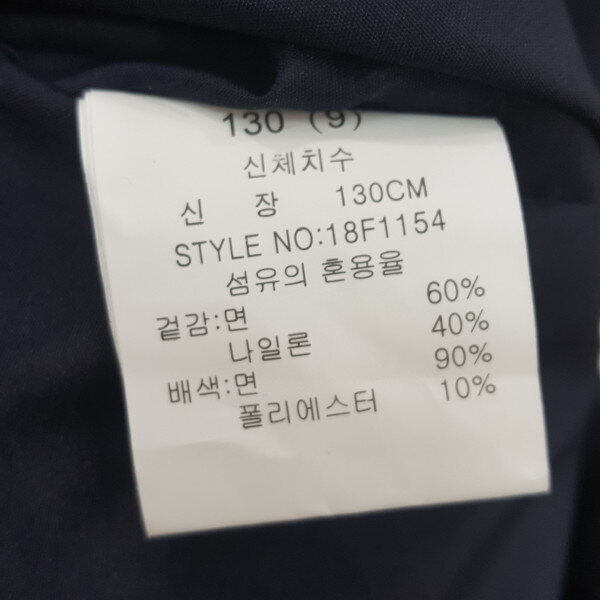 130 (9)
신체치수
신 장 130CM
STYLE NO:18F1154
섬유의 혼용율
겉감:면 60%
나일론 40%
배색:면 90%
폴리에스터 10%